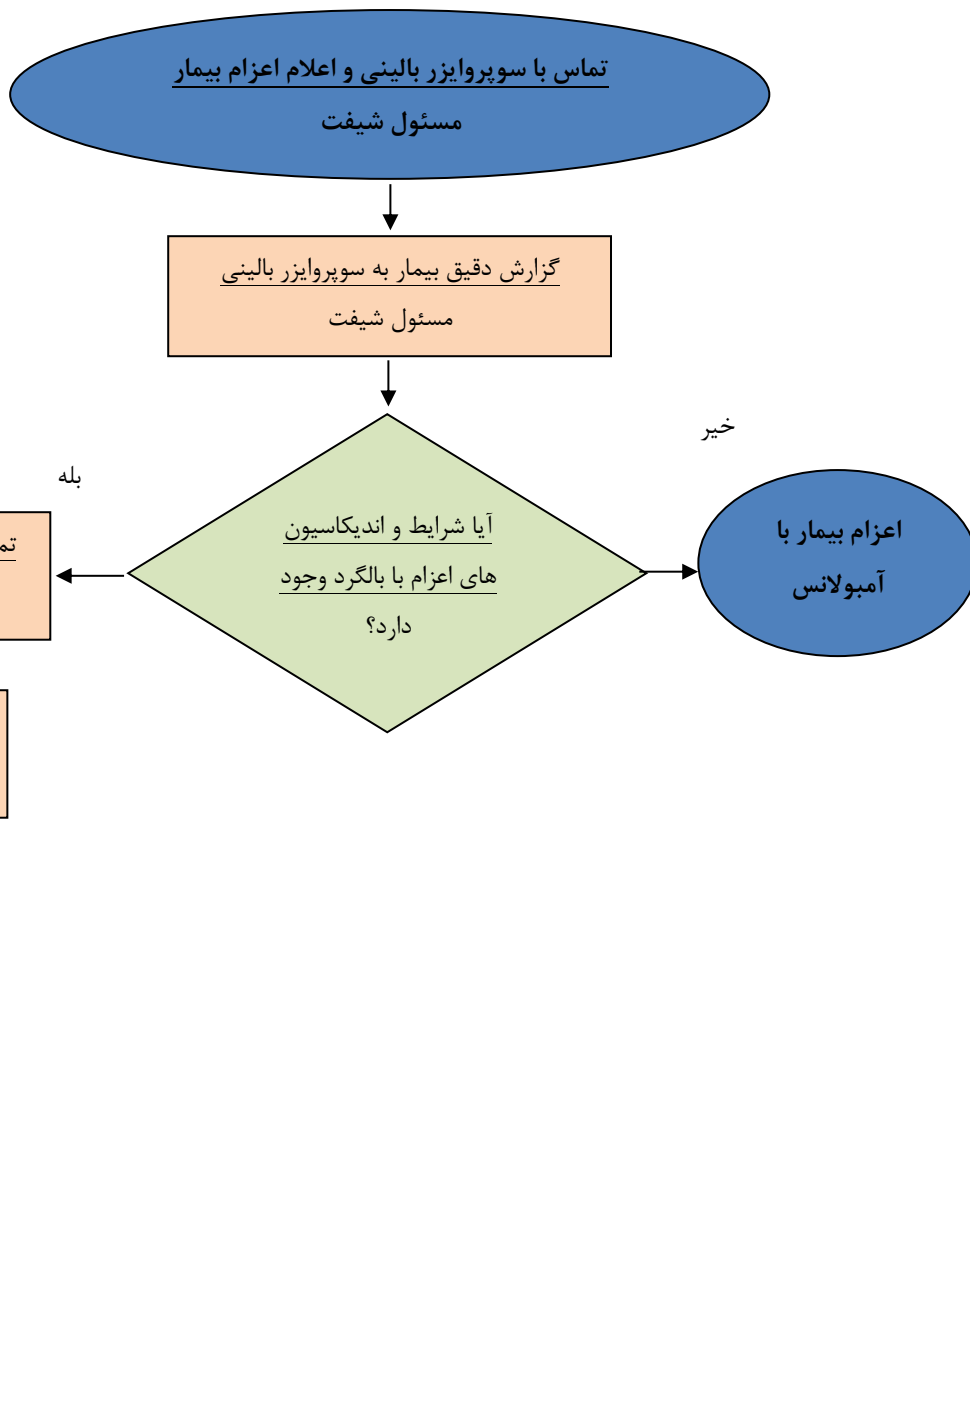 تماس با سوپروایزر بالینی و اعلام اعزام بیمار
مسئول شیفت
گزارش دقیق بیمار به سوپروایزر بالینی
مسئول شیفت
خیر
بله
آیا شرایط و اندیکاسیون
های اعزام با بالگرد وجود
دارد؟
اعزام بیمار با
آمبولانس